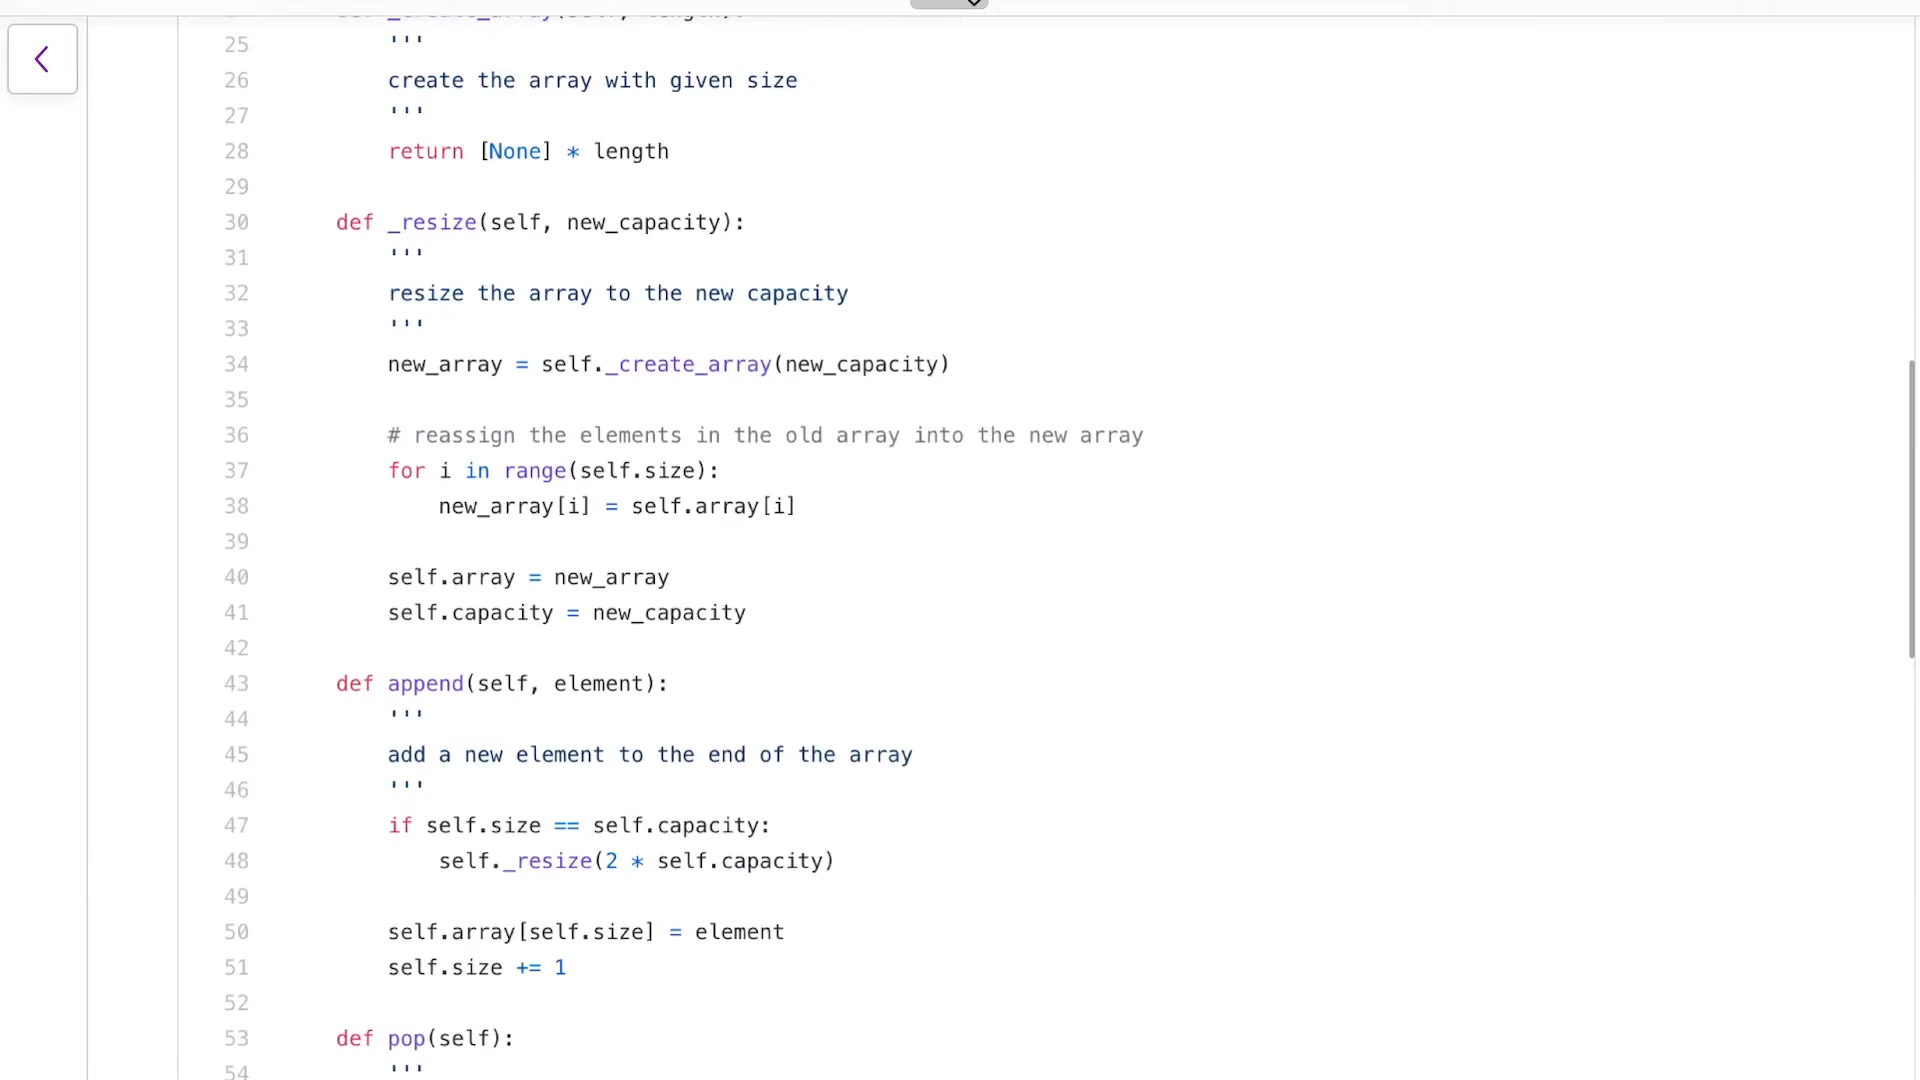 25 '''
26 create the array with given size
27 '''
28 return [None] * length
29
30 def _resize(self, new_capacity):
31 '''
32 resize the array to the new capacity
33 '''
34 new_array = self._create_array(new_capacity)
35
36 # reassign the elements in the old array into the new array
37 for i in range(self.size):
38 new_array[i] = self.array[i]
39
40 self.array = new_array
41 self.capacity = new_capacity
42
43 def append(self, element):
44 '''
45 add a new element to the end of the array
46 '''
47 if self.size == self.capacity:
48 self._resize(2 * self.capacity)
49
50 self.array[self.size] = element
51 self.size += 1
52
53 def pop(self):
54 '''